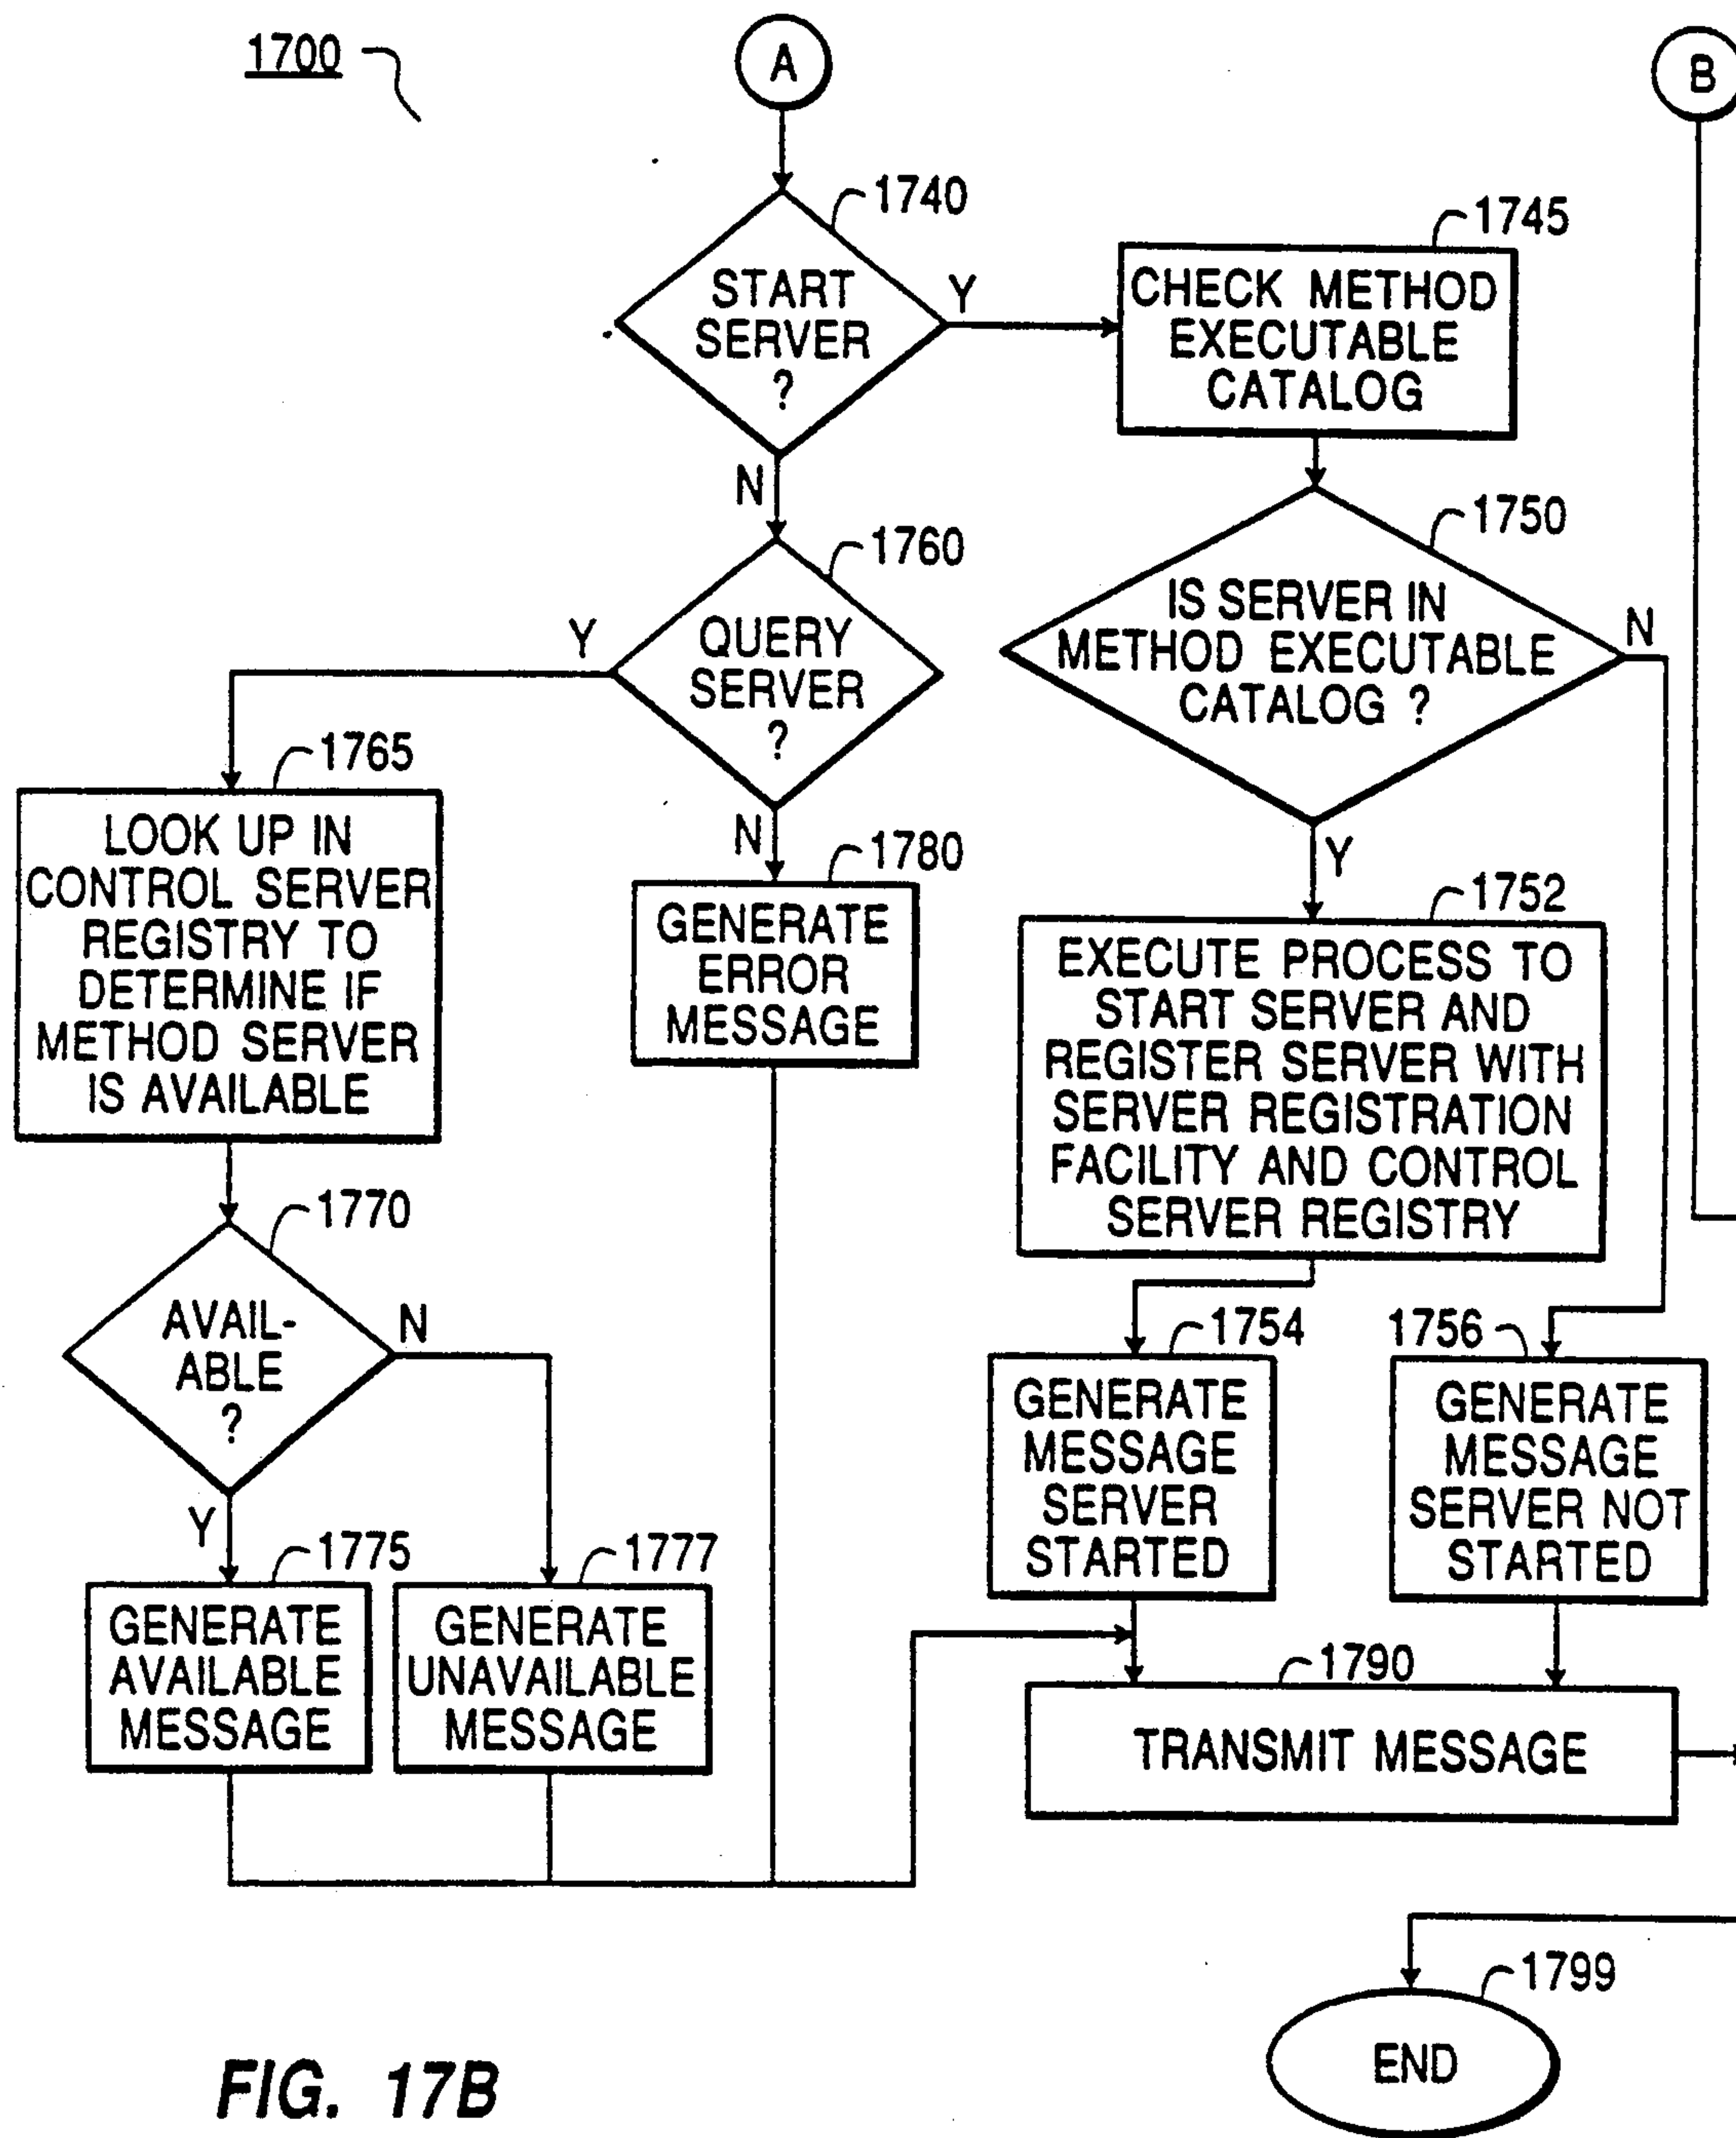 1700
A
B
1740
START
SERVER
?
Y
N
1745
CHECK METHOD
EXECUTABLE
CATALOG
1750
IS SERVER IN
METHOD EXECUTABLE
CATALOG ?
N
Y
1760
QUERY
SERVER
?
Y
N
1765
LOOK UP IN
CONTROL SERVER
REGISTRY TO
DETERMINE IF
METHOD SERVER
IS AVAILABLE
1780
GENERATE
ERROR
MESSAGE
1752
EXECUTE PROCESS TO
START SERVER AND
REGISTER SERVER WITH
SERVER REGISTRATION
FACILITY AND CONTROL
SERVER REGISTRY
1770
AVAIL-
ABLE
?
N
Y
1754
GENERATE
MESSAGE
SERVER
STARTED
1756
GENERATE
MESSAGE
SERVER NOT
STARTED
1775
GENERATE
AVAILABLE
MESSAGE
1777
GENERATE
UNAVAILABLE
MESSAGE
1790
TRANSMIT MESSAGE
1799
END
FIG. 17B